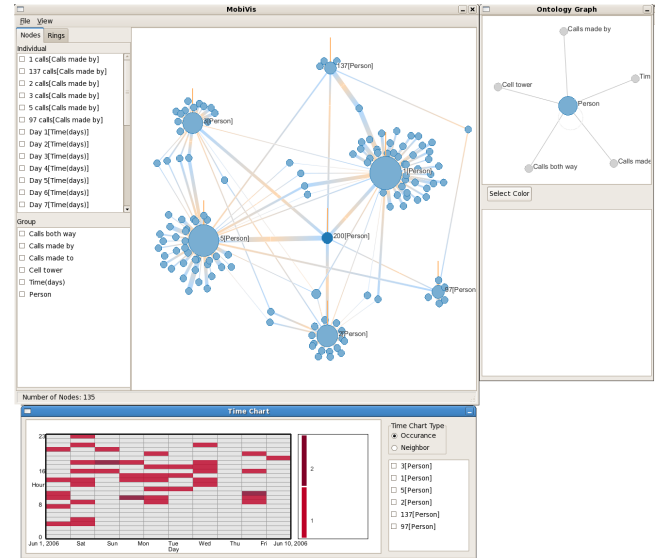 MobiVis
File View
Nodes Rings
Individual
1 calls[Calls made by]
137 calls[Calls made by]
2 calls[Calls made by]
3 calls[Calls made by]
5 calls[Calls made by]
97 calls[Calls made by]
Day 1[Time(days)]
Day 2[Time(days)]
Day 3[Time(days)]
Day 4[Time(days)]
Day 5[Time(days)]
Day 6[Time(days)]
Day 7[Time(days)]
Group
Calls both way
Calls made by
Calls made to
Cell tower
Time(days)
Person
Number of Nodes: 135
137[Person]
[Person]
[Person]
5[Person]
200[Person]
97[Person]
[Person]
Ontology Graph
Calls made by
Tim
Cell tower
Person
Calls both way
Calls made
Select Color
Time Chart
23
16
Hour
8
0
Jun 1, 2006 Sat Sun Mon Tue Wed Thu Fri Jun 10, 2006
Day
2
1
Time Chart Type
Occurance
Neighbor
3[Person]
1[Person]
5[Person]
2[Person]
137[Person]
97[Person]